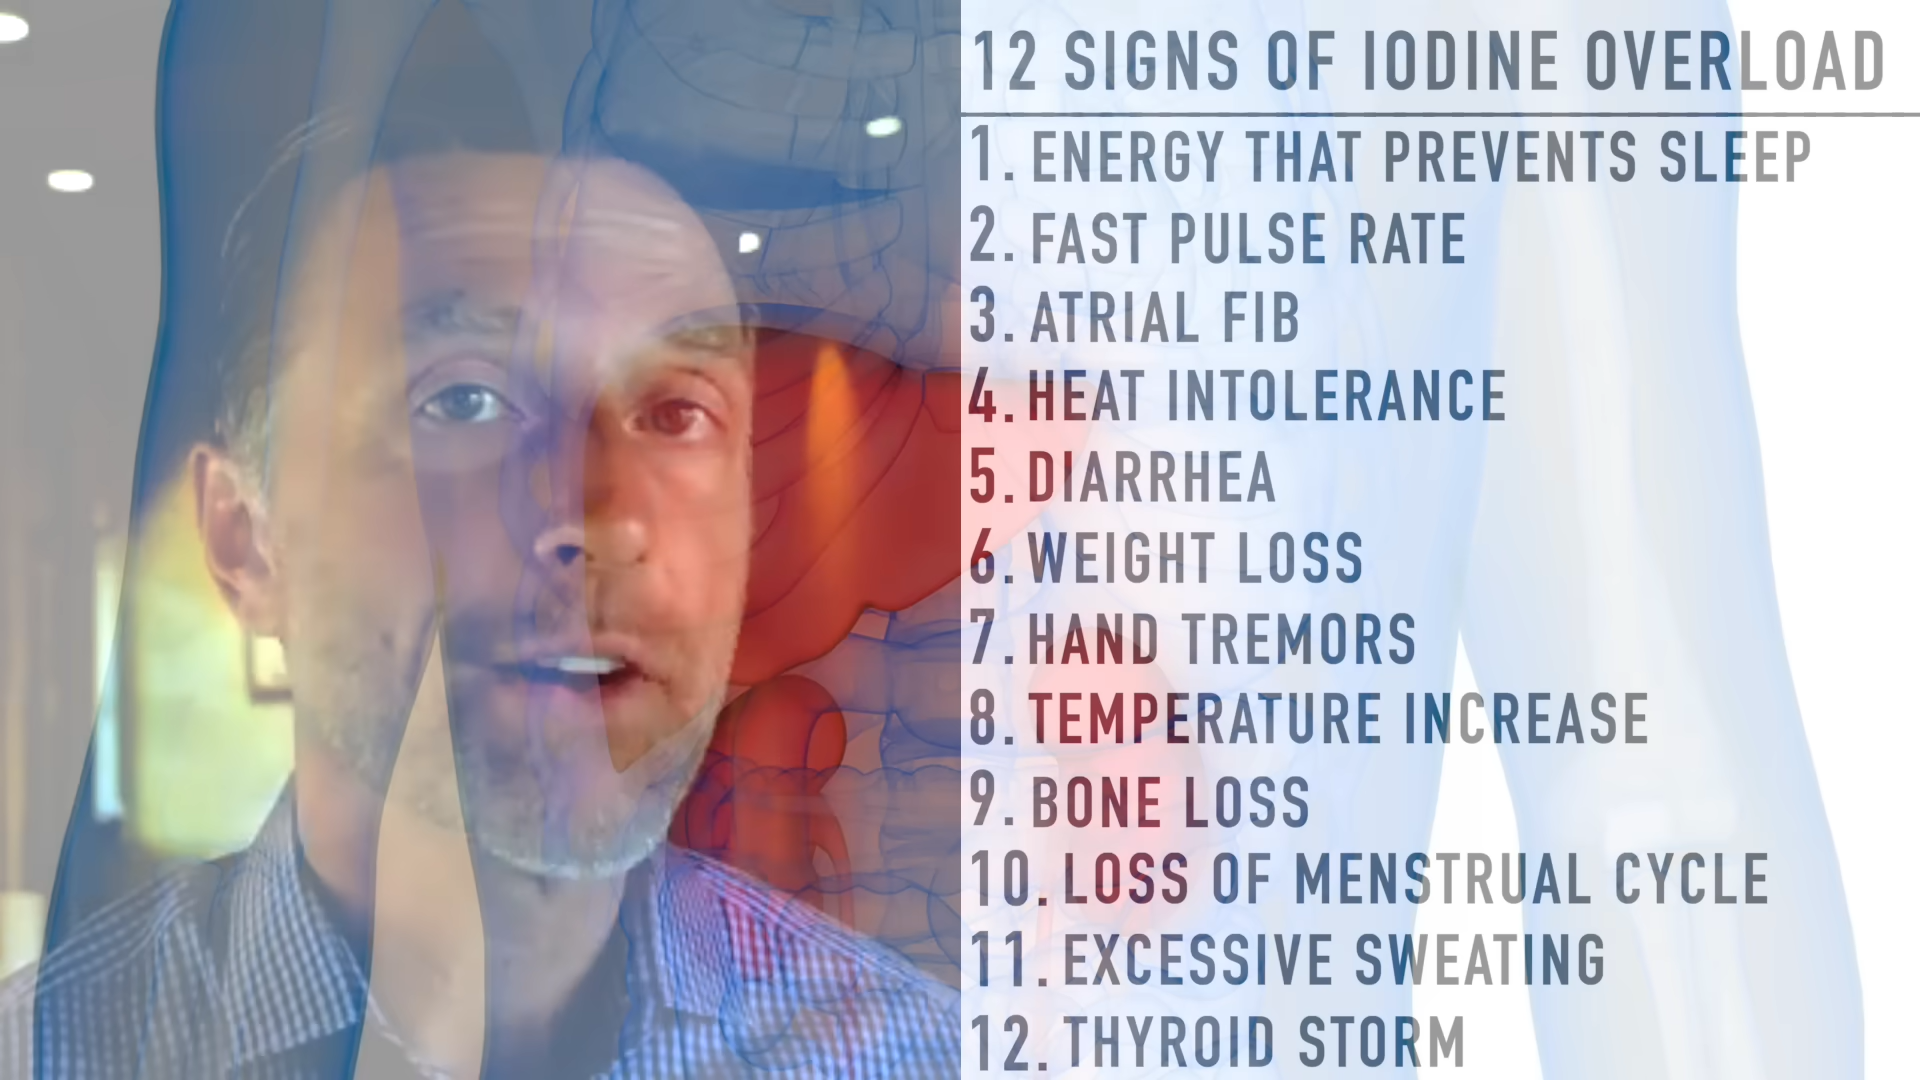 12 SIGNS OF IODINE OVERLOAD
1. ENERGY THAT PREVENTS SLEEP
2. FAST PULSE RATE
3. ATRIAL FIB
4. HEAT INTOLERANCE
5. DIARRHEA
6. WEIGHT LOSS
7. HAND TREMORS
8. TEMPERATURE INCREASE
9. BONE LOSS
10. LOSS OF MENSTRUAL CYCLE
11. EXCESSIVE SWEATING
12. THYROID STORM